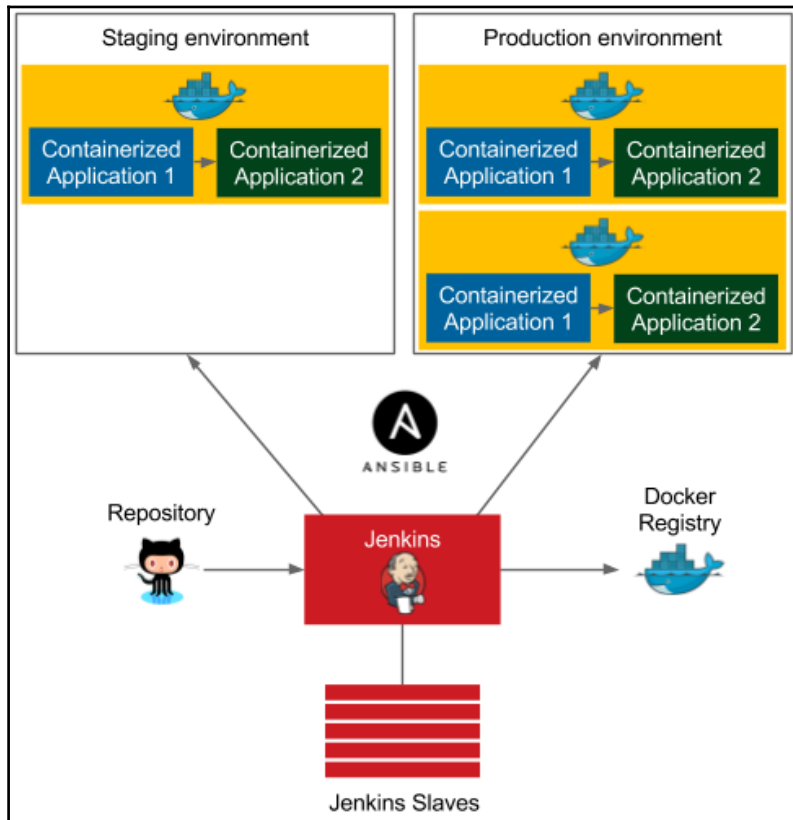 Staging environment
Containerized
Application 1
Containerized
Application 2
Production environment
Containerized
Application 1
Containerized
Application 2
Containerized
Application 1
Containerized
Application 2
A
ANSIBLE
Repository
Jenkins
Docker
Registry
Jenkins Slaves